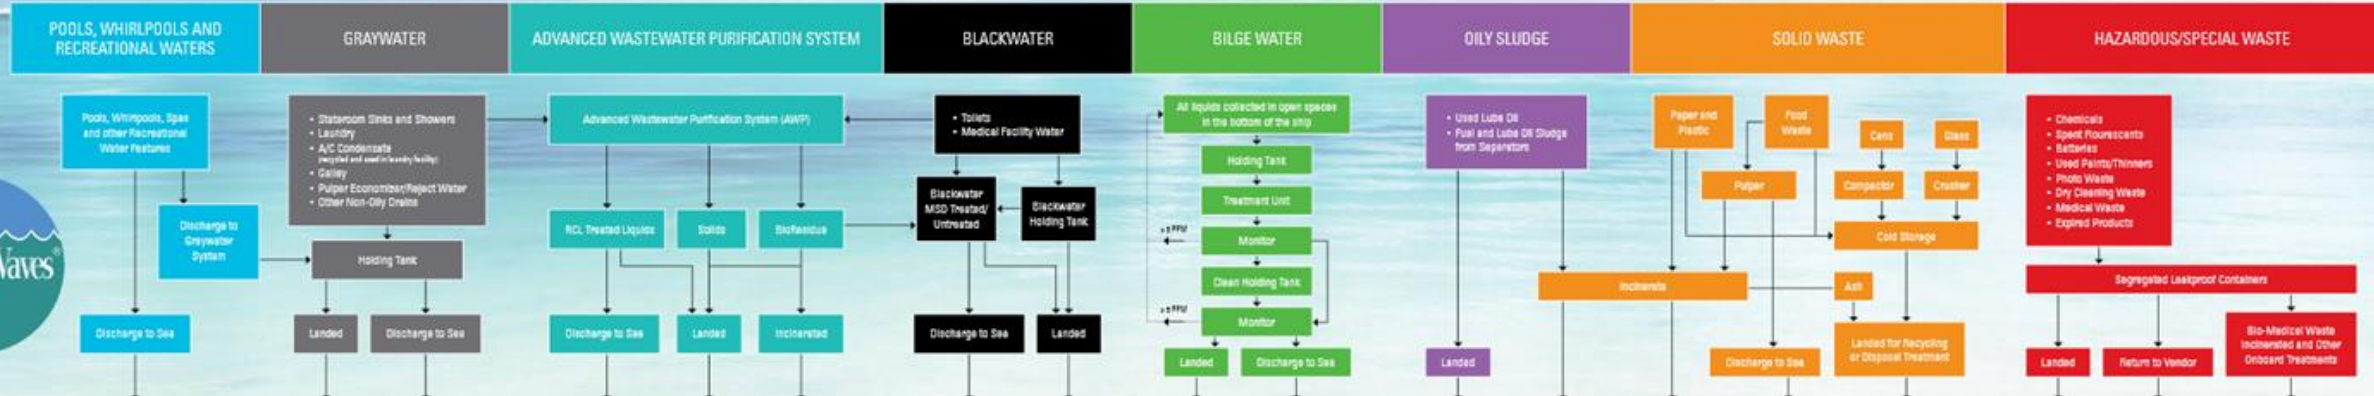 POOLS, WHIRLPOOLS AND
RECREATIONAL WATERS
GRAYWATER
ADVANCED WASTEWATER PURIFICATION SYSTEM
BLACKWATER
BILGE WATER
OILY SLUDGE
SOLID WASTE
HAZARDOUS/SPECIAL WASTE
Pools, Whirlpools, Spas
and other Recreational
Water Features
Discharge to
Graywater
System
Discharge to Sea
Waves®
• Stateroom Sinks and Showers
• Laundry
• A/C Condensate
(recycled and used in laundry facility)
• Galley
• Pulper Economizer/Reject Water
• Other Non-Oily Drains
Holding Tank
Landed
Discharge to Sea
Advanced Wastewater Purification System (AWP)
RCL Treated Liquids
Solids
BioResidue
Discharge to Sea
Landed
Incinerated
• Toilets
• Medical Facility Water
Blackwater
MSD Treated/
Untreated
Blackwater
Holding Tank
Discharge to Sea
Landed
All liquids collected in open spaces
in the bottom of the ship
Holding Tank
Treatment Unit
Monitor
Clean Holding Tank
Monitor
Landed
Discharge to Sea
• Used Lube Oil
• Fuel and Lube Oil Sludge
from Separators
Landed
Paper and
Plastic
Food
Waste
Cans
Glass
Pulper
Compactor
Crusher
Cold Storage
Incinerate
Ash
Discharge to Sea
Landed for Recycling
or Disposal Treatment
• Chemicals
• Spent Flourescents
• Batteries
• Used Paints/Thinners
• Photo Waste
• Dry Cleaning Waste
• Medical Waste
• Expired Products
Segregated Leakproof Containers
Landed
Return to Vendor
Bio-Medical Waste
Incinerated and Other
Onboard Treatments